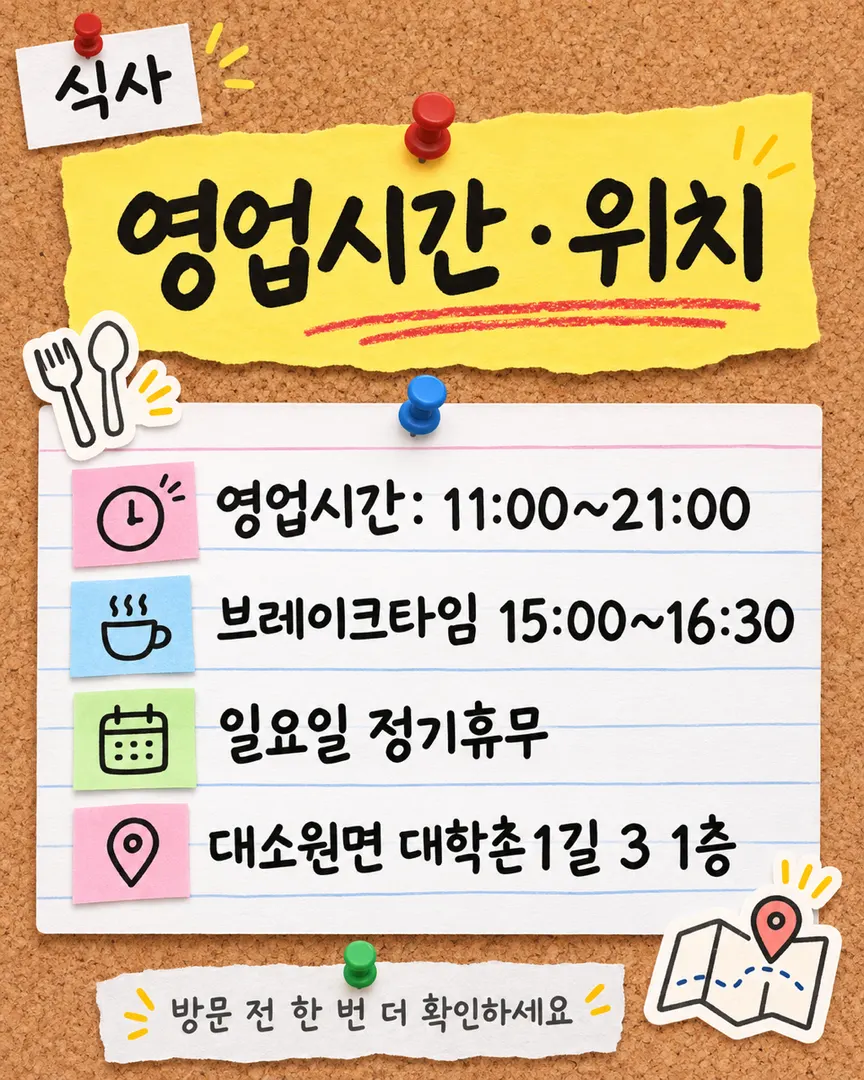 식사
영업시간·위치
영업시간: 11:00~21:00
브레이크타임 15:00~16:30
일요일 정기휴무
대소원면 대학촌1길 3 1층
방문 전 한 번 더 확인하세요